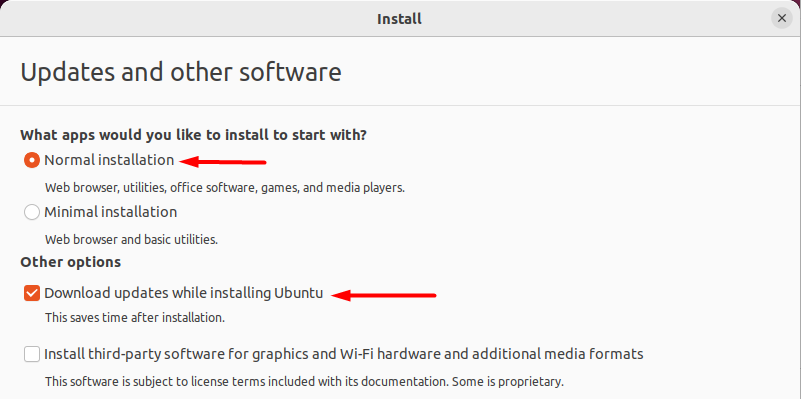 Install
Updates and other software
What apps would you like to install to start with?
Normal installation
Web browser, utilities, office software, games, and media players.
Minimal installation
Web browser and basic utilities.
Other options
Download updates while installing Ubuntu
This saves time after installation.
Install third-party software for graphics and Wi-Fi hardware and additional media formats
This software is subject to license terms included with its documentation. Some is proprietary.